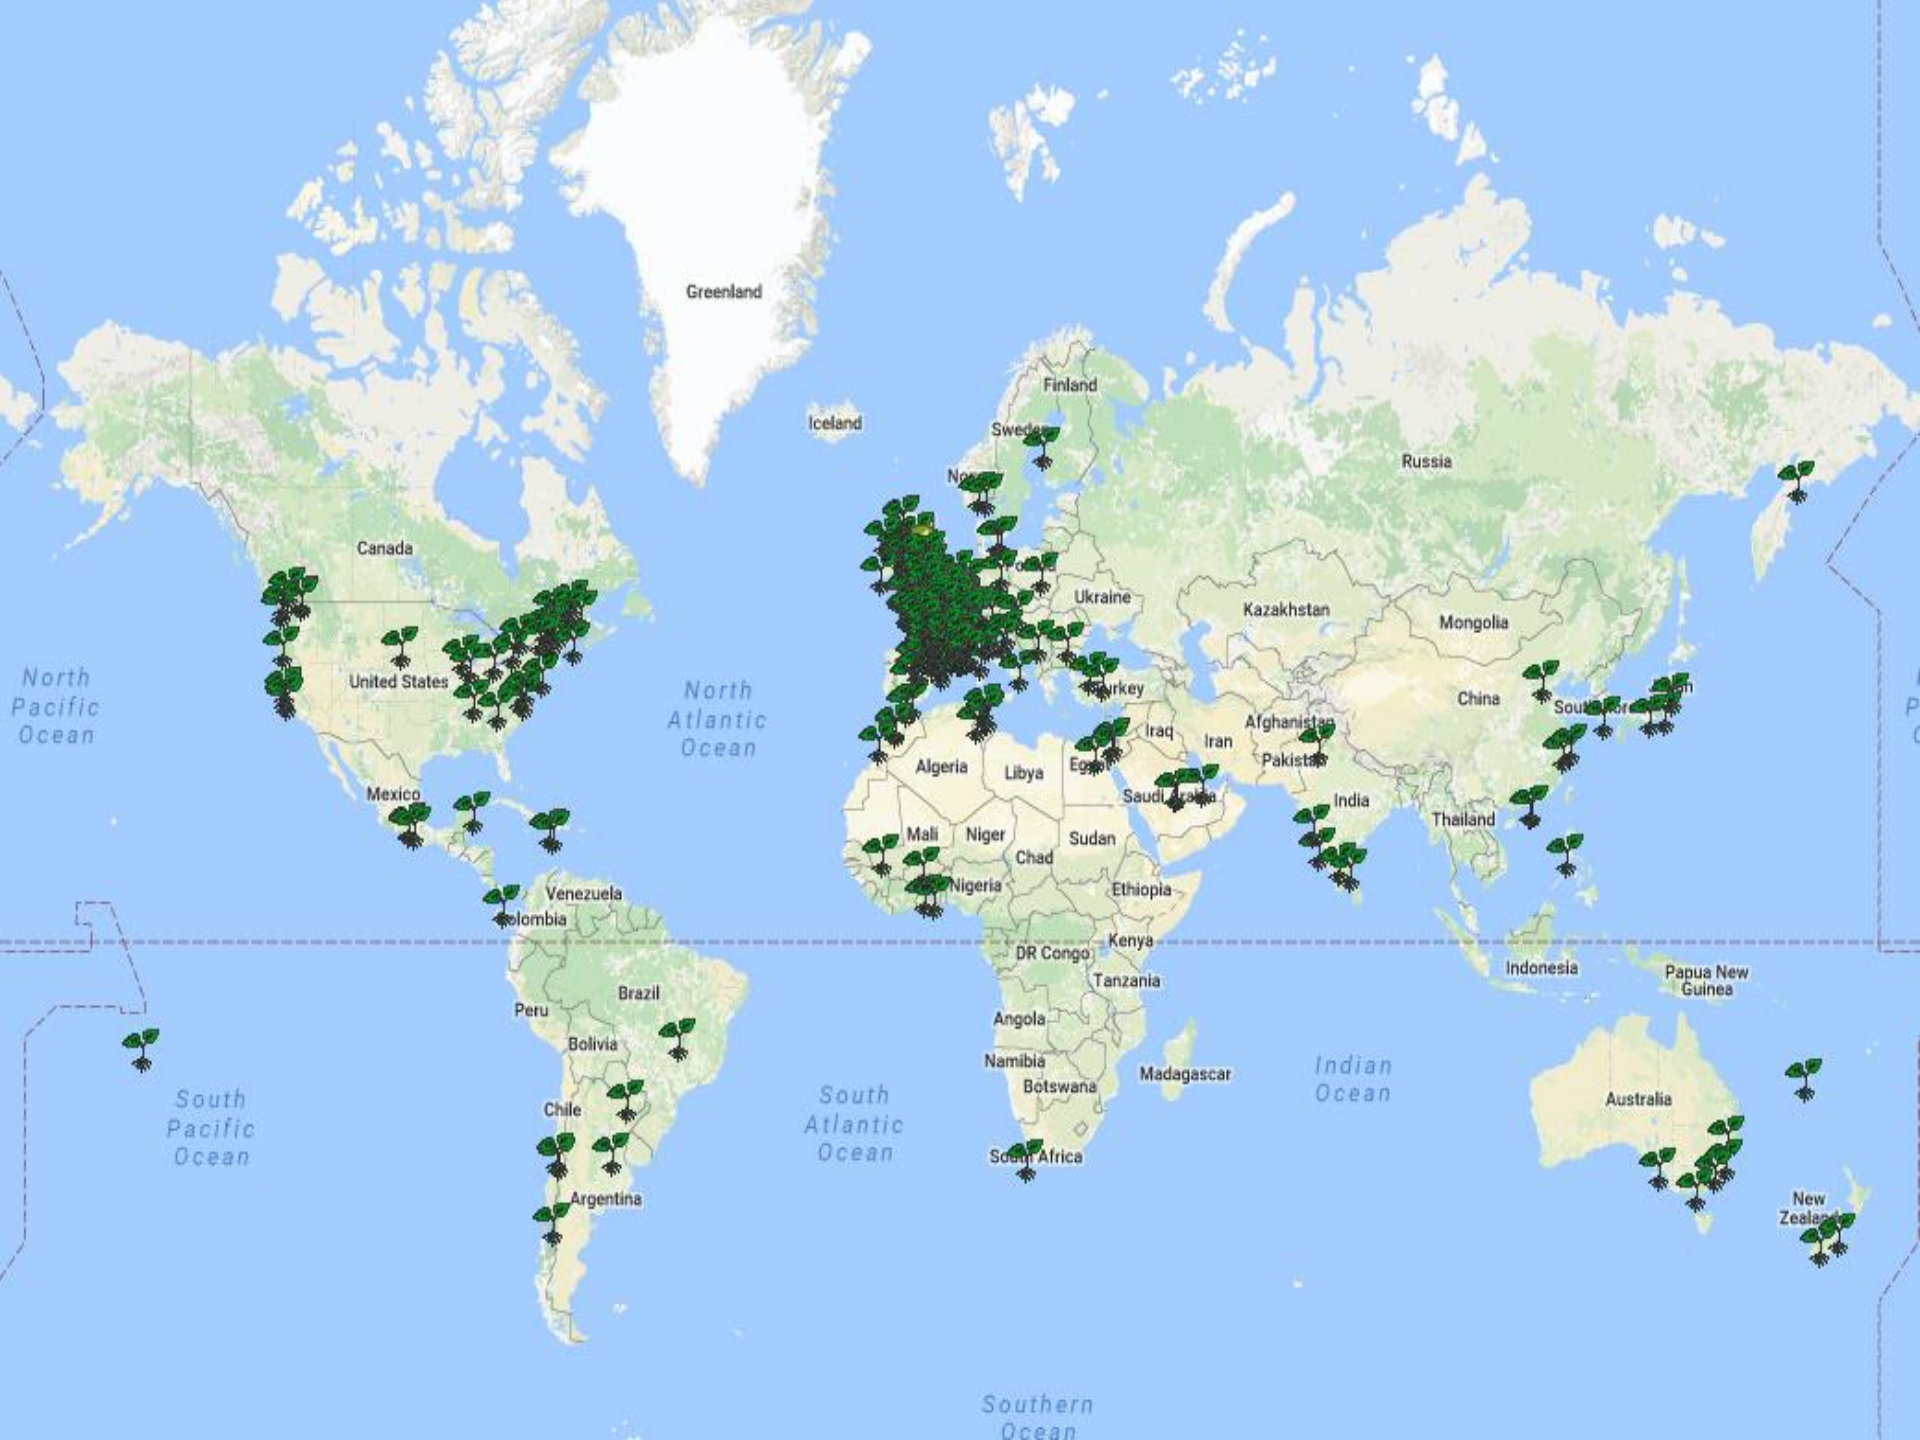 Greenland
Finland
Iceland
Russia
Canada
Ukraine
Kazakhstan
Mongolia
North
Pacific
Ocean
United States
North
Atlantic
Ocean
China
Afghanistan
Iraq
Iran
Algeria
Libya
Mexico
India
Thailand
Mali
Niger
Sudan
Chad
Nigeria
Ethiopia
Venezuela
Kenya
DR Congo
Indonesia
Papua New
Guinea
Tanzania
Brazil
Peru
Angola
Bolivia
Namibia
Botswana
Madagascar
Indian
Ocean
South
Pacific
Ocean
South
Atlantic
Ocean
Australia
Chile
Argentina
New
Southern
Ocean